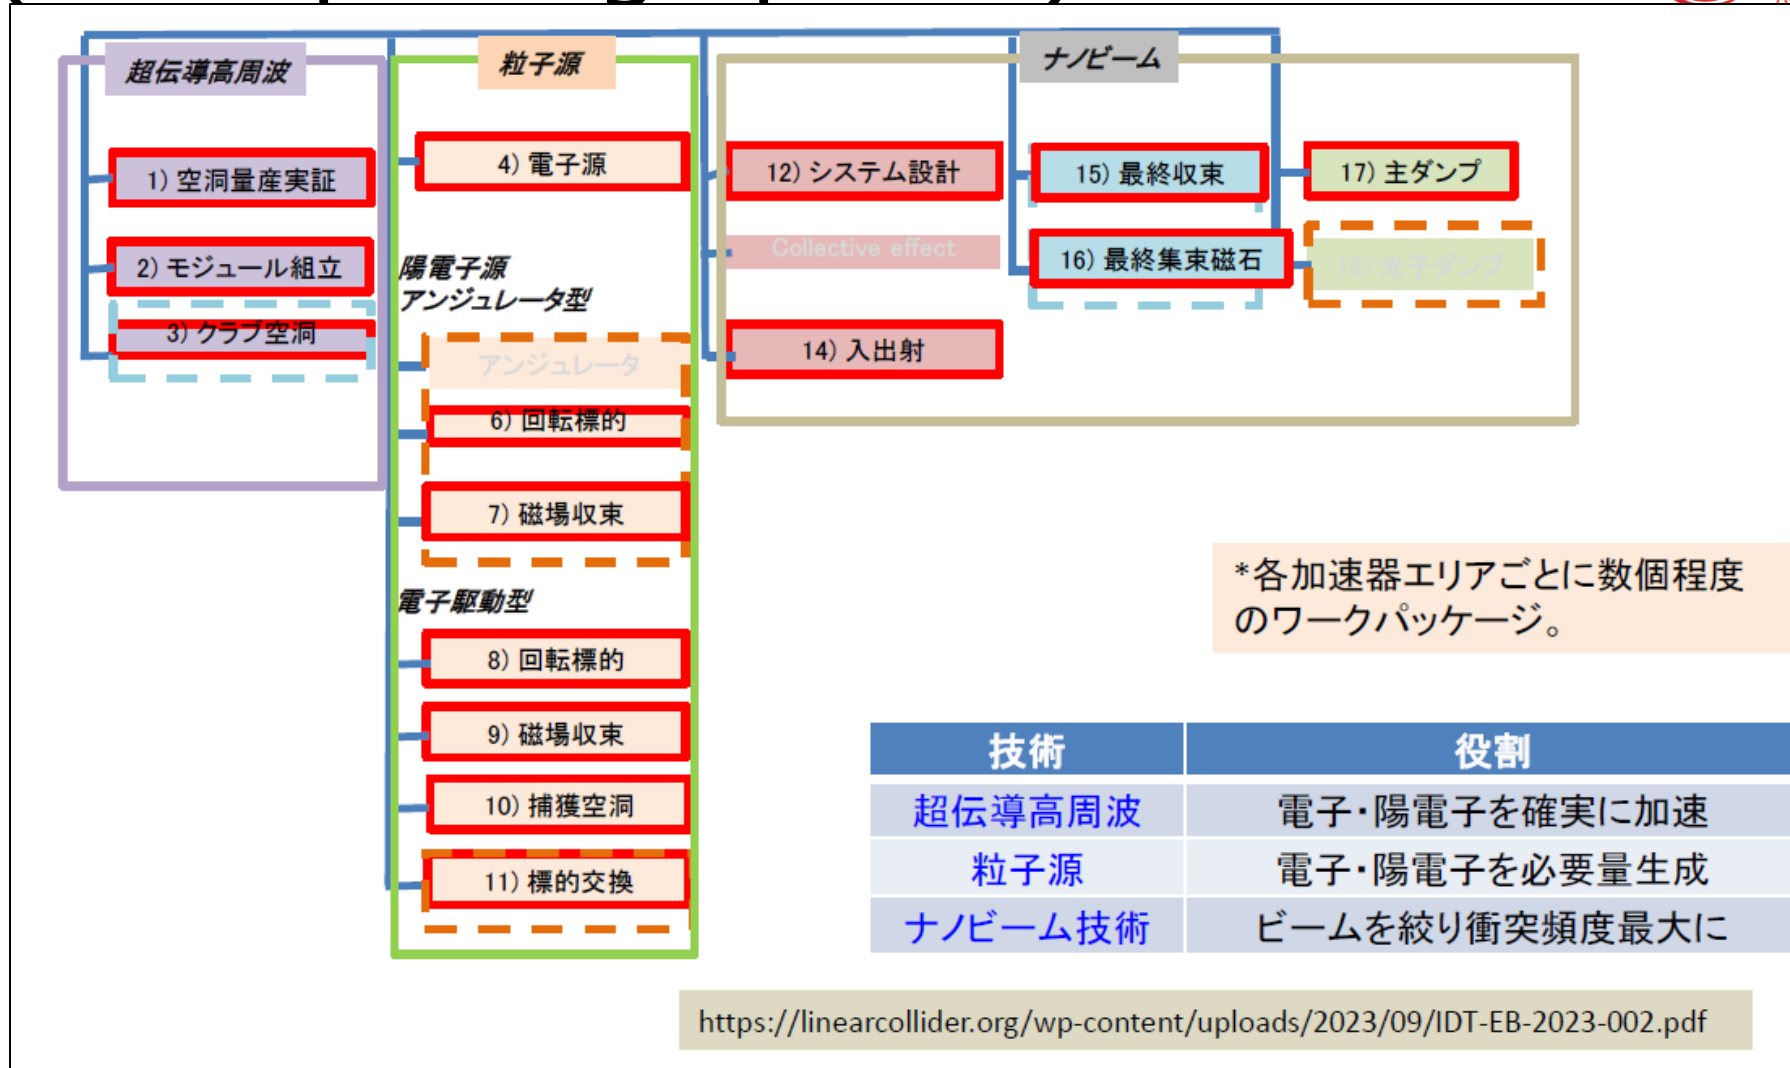 超伝導高周波
1) 空洞量産実証
2) モジュール組立
3) クラブ空洞
粒子源
4) 電子源
陽電子源
アンジュレータ型
アンジュレータ
6) 回転標的
7) 磁場収束
電子駆動型
8) 回転標的
9) 磁場収束
10) 捕獲空洞
11) 標的交換
ナノビーム
12) システム設計
Collective effect
14) 入出射
15) 最終収束
16) 最終集束磁石
17) 主ダンプ
18) 光子ダンプ
*各加速器エリアごとに数個程度
のワークパッケージ。
技術 役割
超伝導高周波 電子・陽電子を確実に加速
粒子源 電子・陽電子を必要量生成
ナノビーム技術 ビームを絞り衝突頻度最大に
https://linearcollider.org/wp-content/uploads/2023/09/IDT-EB-2023-002.pdf